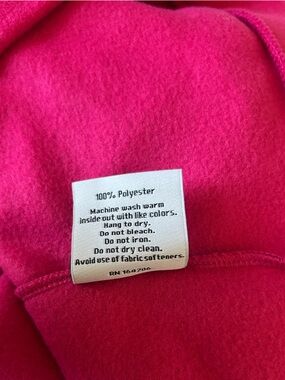 100% Polyester
Machine wash warm
inside out with like colors.
Hang to dry.
Do not bleach.
Do not iron.
Do not dry clean.
Avoid use of fabric softeners.
RN